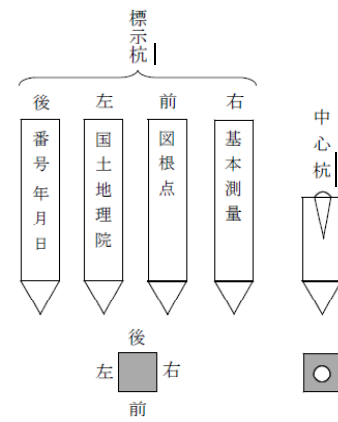 標示杭
後
左
前
右
番号年月日
国土地理院
図根点
基本測量
中心杭
後
左
右
前